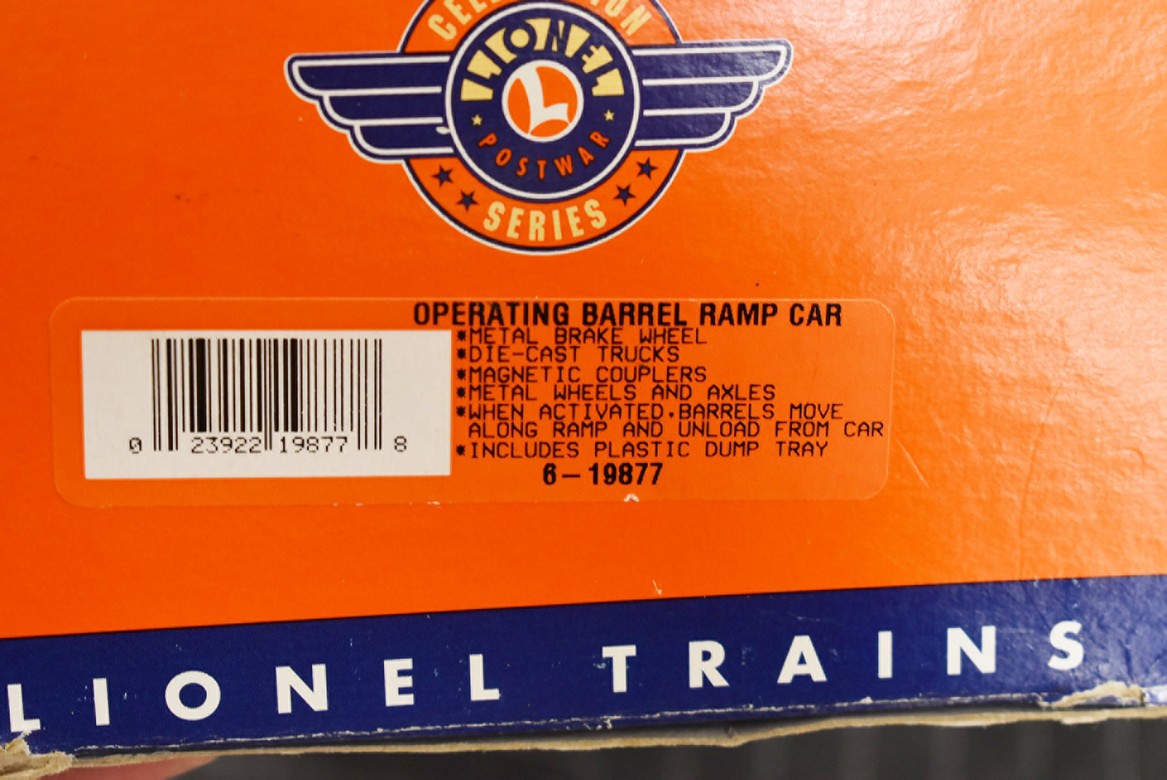 LIONEL
POSTWAR
SERIES
OPERATING BARREL RAMP CAR
*METAL BRAKE WHEEL
*DIE-CAST TRUCKS
*MAGNETIC COUPLERS
*METAL WHEELS AND AXLES
*WHEN ACTIVATED.BARRELS MOVE
ALONG RAMP AND UNLOAD FROM CAR
*INCLUDES PLASTIC DUMP TRAY
6-19877
0 23922 19877 8
LIONEL TRAINS